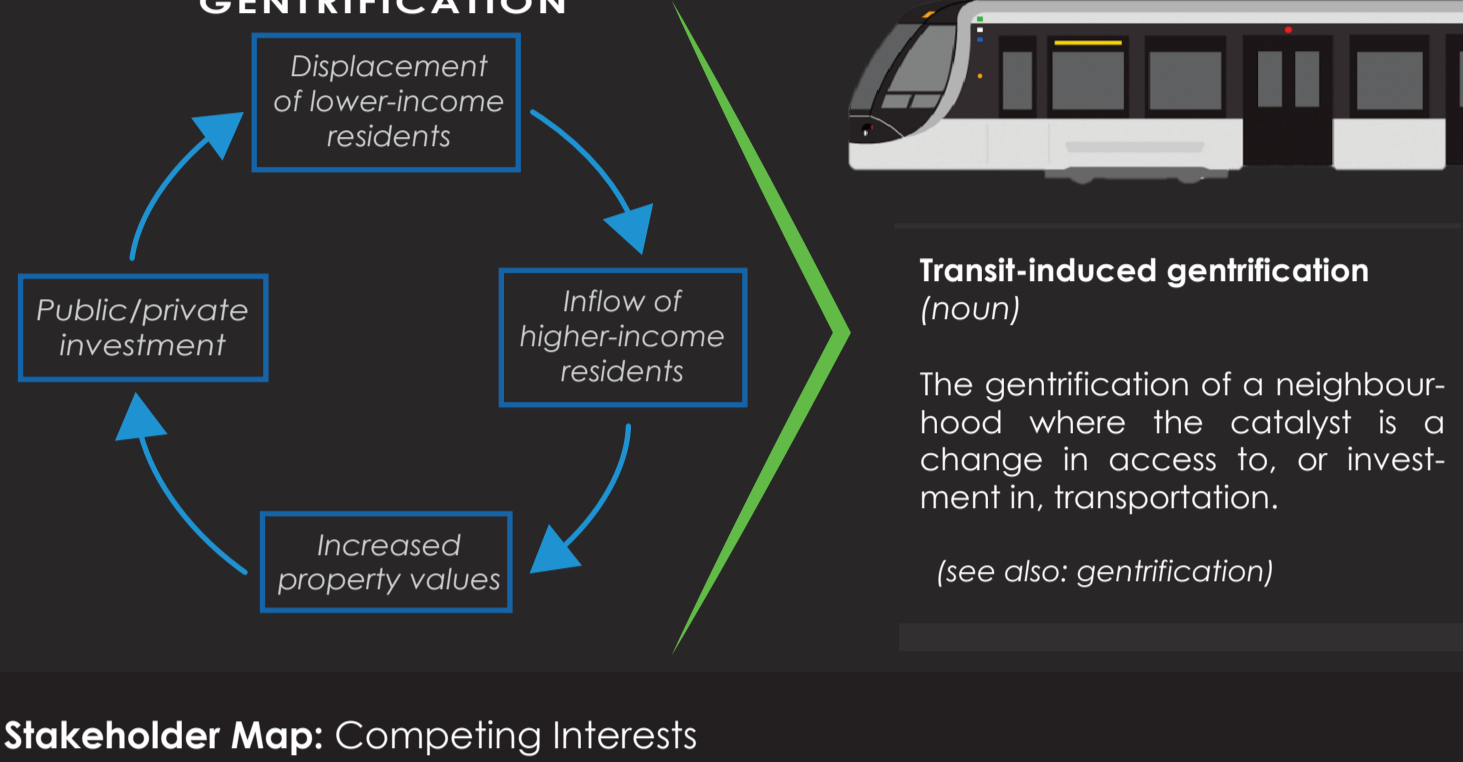 GENTRIFICATION
Displacement
of lower-income
residents
Inflow of
higher-income
residents
Increased
property values
Public/private
investment
Transit-induced gentrification
(noun)
The gentrification of a neighbour-
hood where the catalyst is a
change in access to, or invest-
ment in, transportation.
(see also: gentrification)
Stakeholder Map: Competing Interests